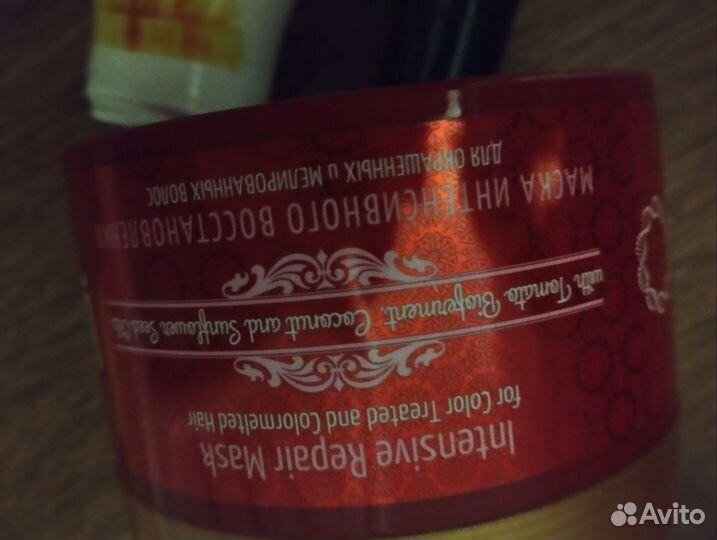 Intensive Repair Mask
for Color Treated and Colormelted Hair
with Tomato Bioferment, Coconut and Sunflower Seed Oils
МАСКА ИНТЕНСИВНОГО ВОССТАНОВЛЕНИЯ
ДЛЯ ОКРАШЕННЫХ и МЕЛИРОВАННЫХ ВОЛОС
Avito